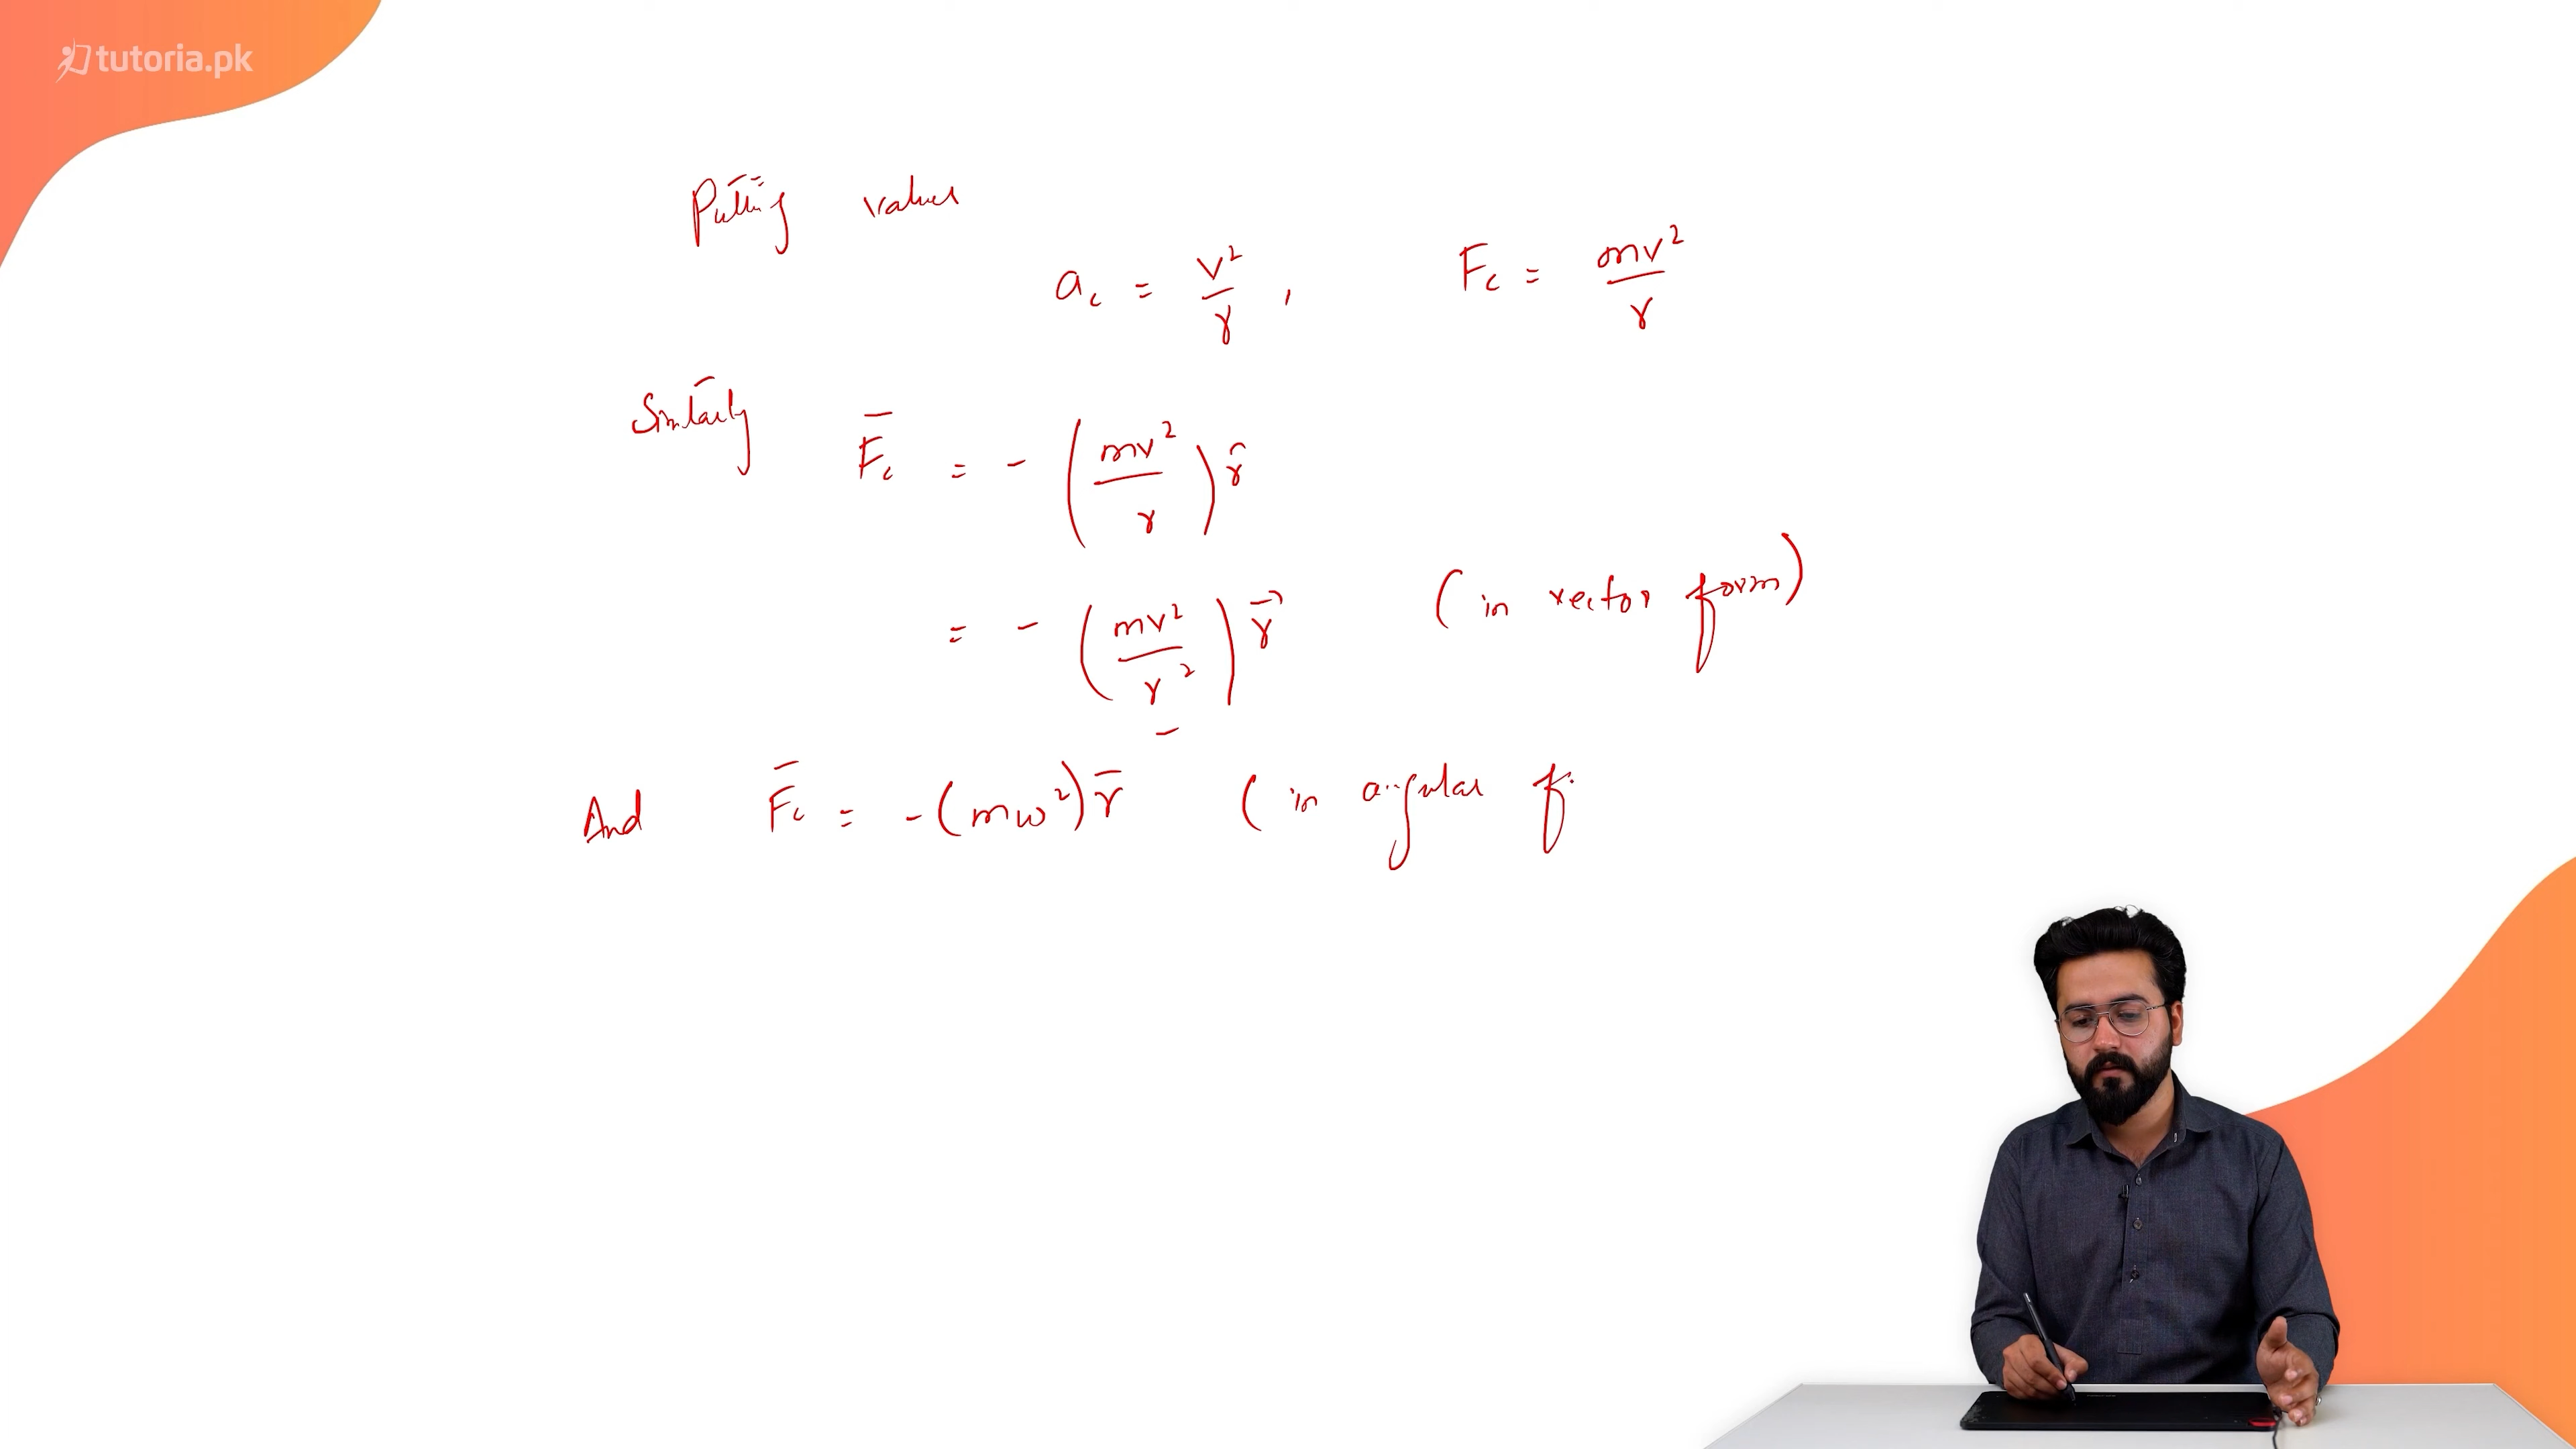 tutoria.pk
Putting values
a_c = v²/r , F_c = mv²/r
Similarly F̄_c = - (mv²/r) r̂
= - (mv²/r²) r⃗ (in vector form)
And F̄_c = -(mω²) r̄ (in angular f